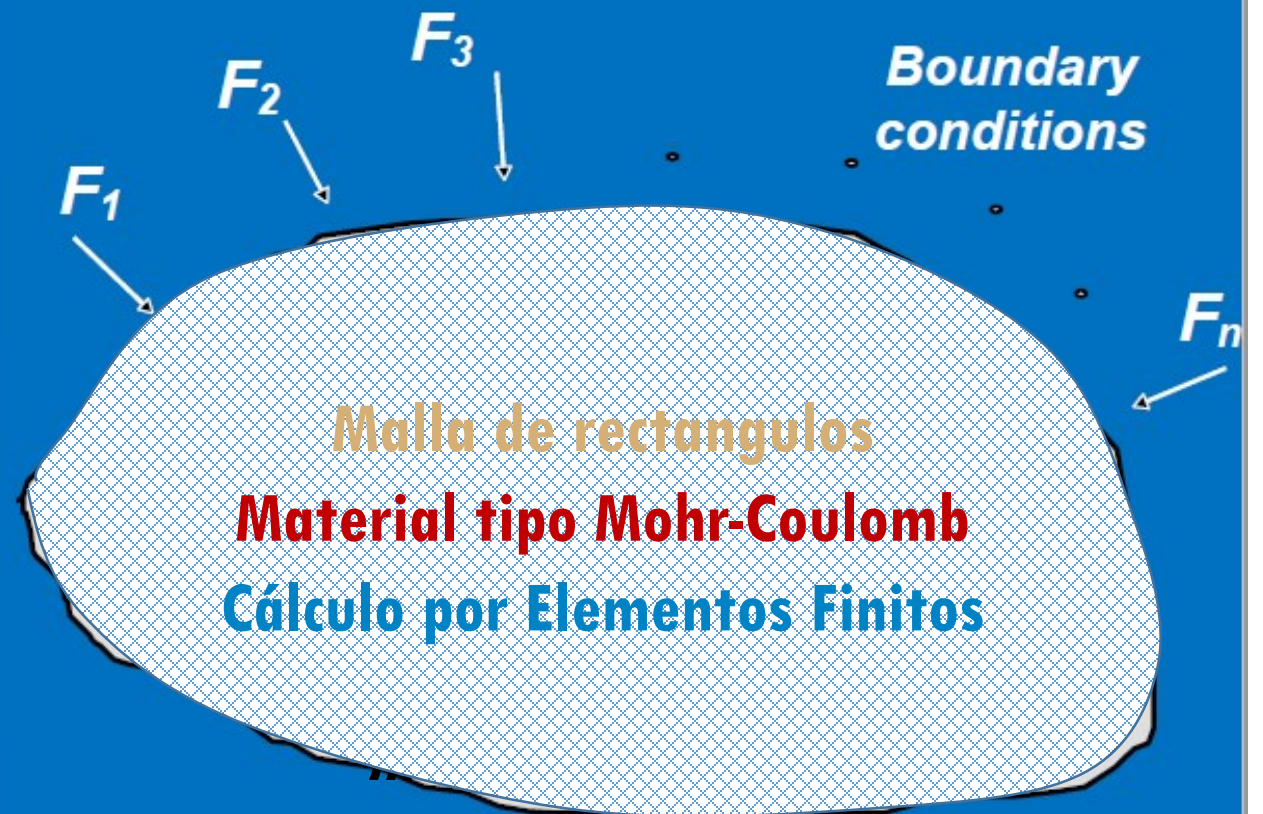 F3
F2
Boundary
conditions
F1
Fn
Malla de rectangulos
Material tipo Mohr-Coulomb
Cálculo por Elementos Finitos